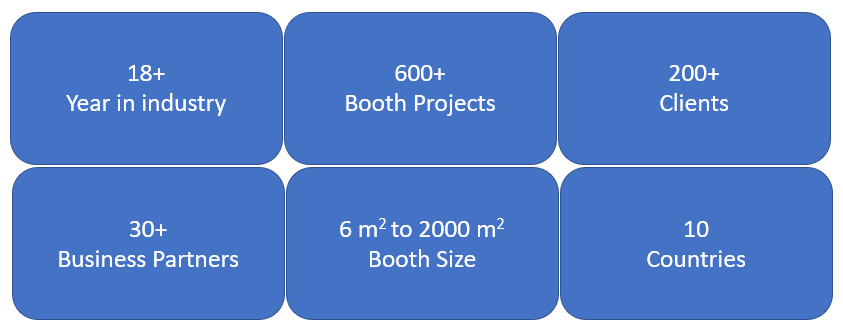 18+
Year in industry
600+
Booth Projects
200+
Clients
30+
Business Partners
6 m² to 2000 m²
Booth Size
10
Countries